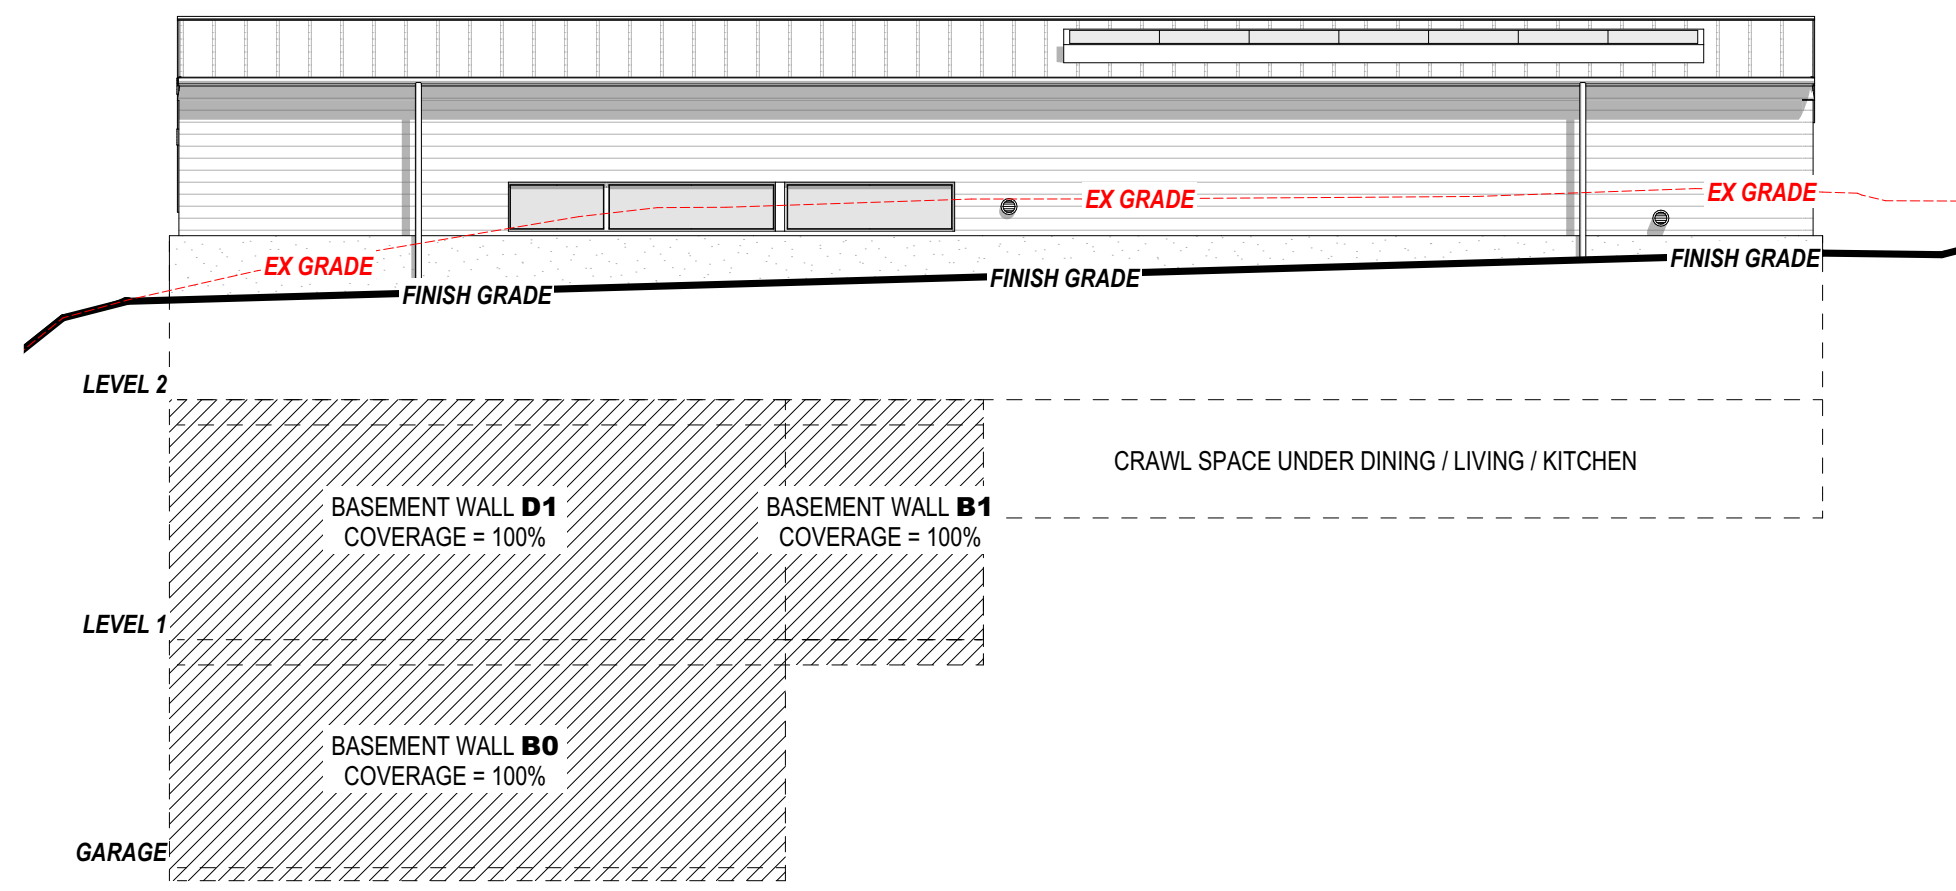 EX GRADE
EX GRADE
EX GRADE
FINISH GRADE
FINISH GRADE
FINISH GRADE
LEVEL 2
CRAWL SPACE UNDER DINING / LIVING / KITCHEN
BASEMENT WALL D1
COVERAGE = 100%
BASEMENT WALL B1
COVERAGE = 100%
LEVEL 1
BASEMENT WALL B0
COVERAGE = 100%
GARAGE